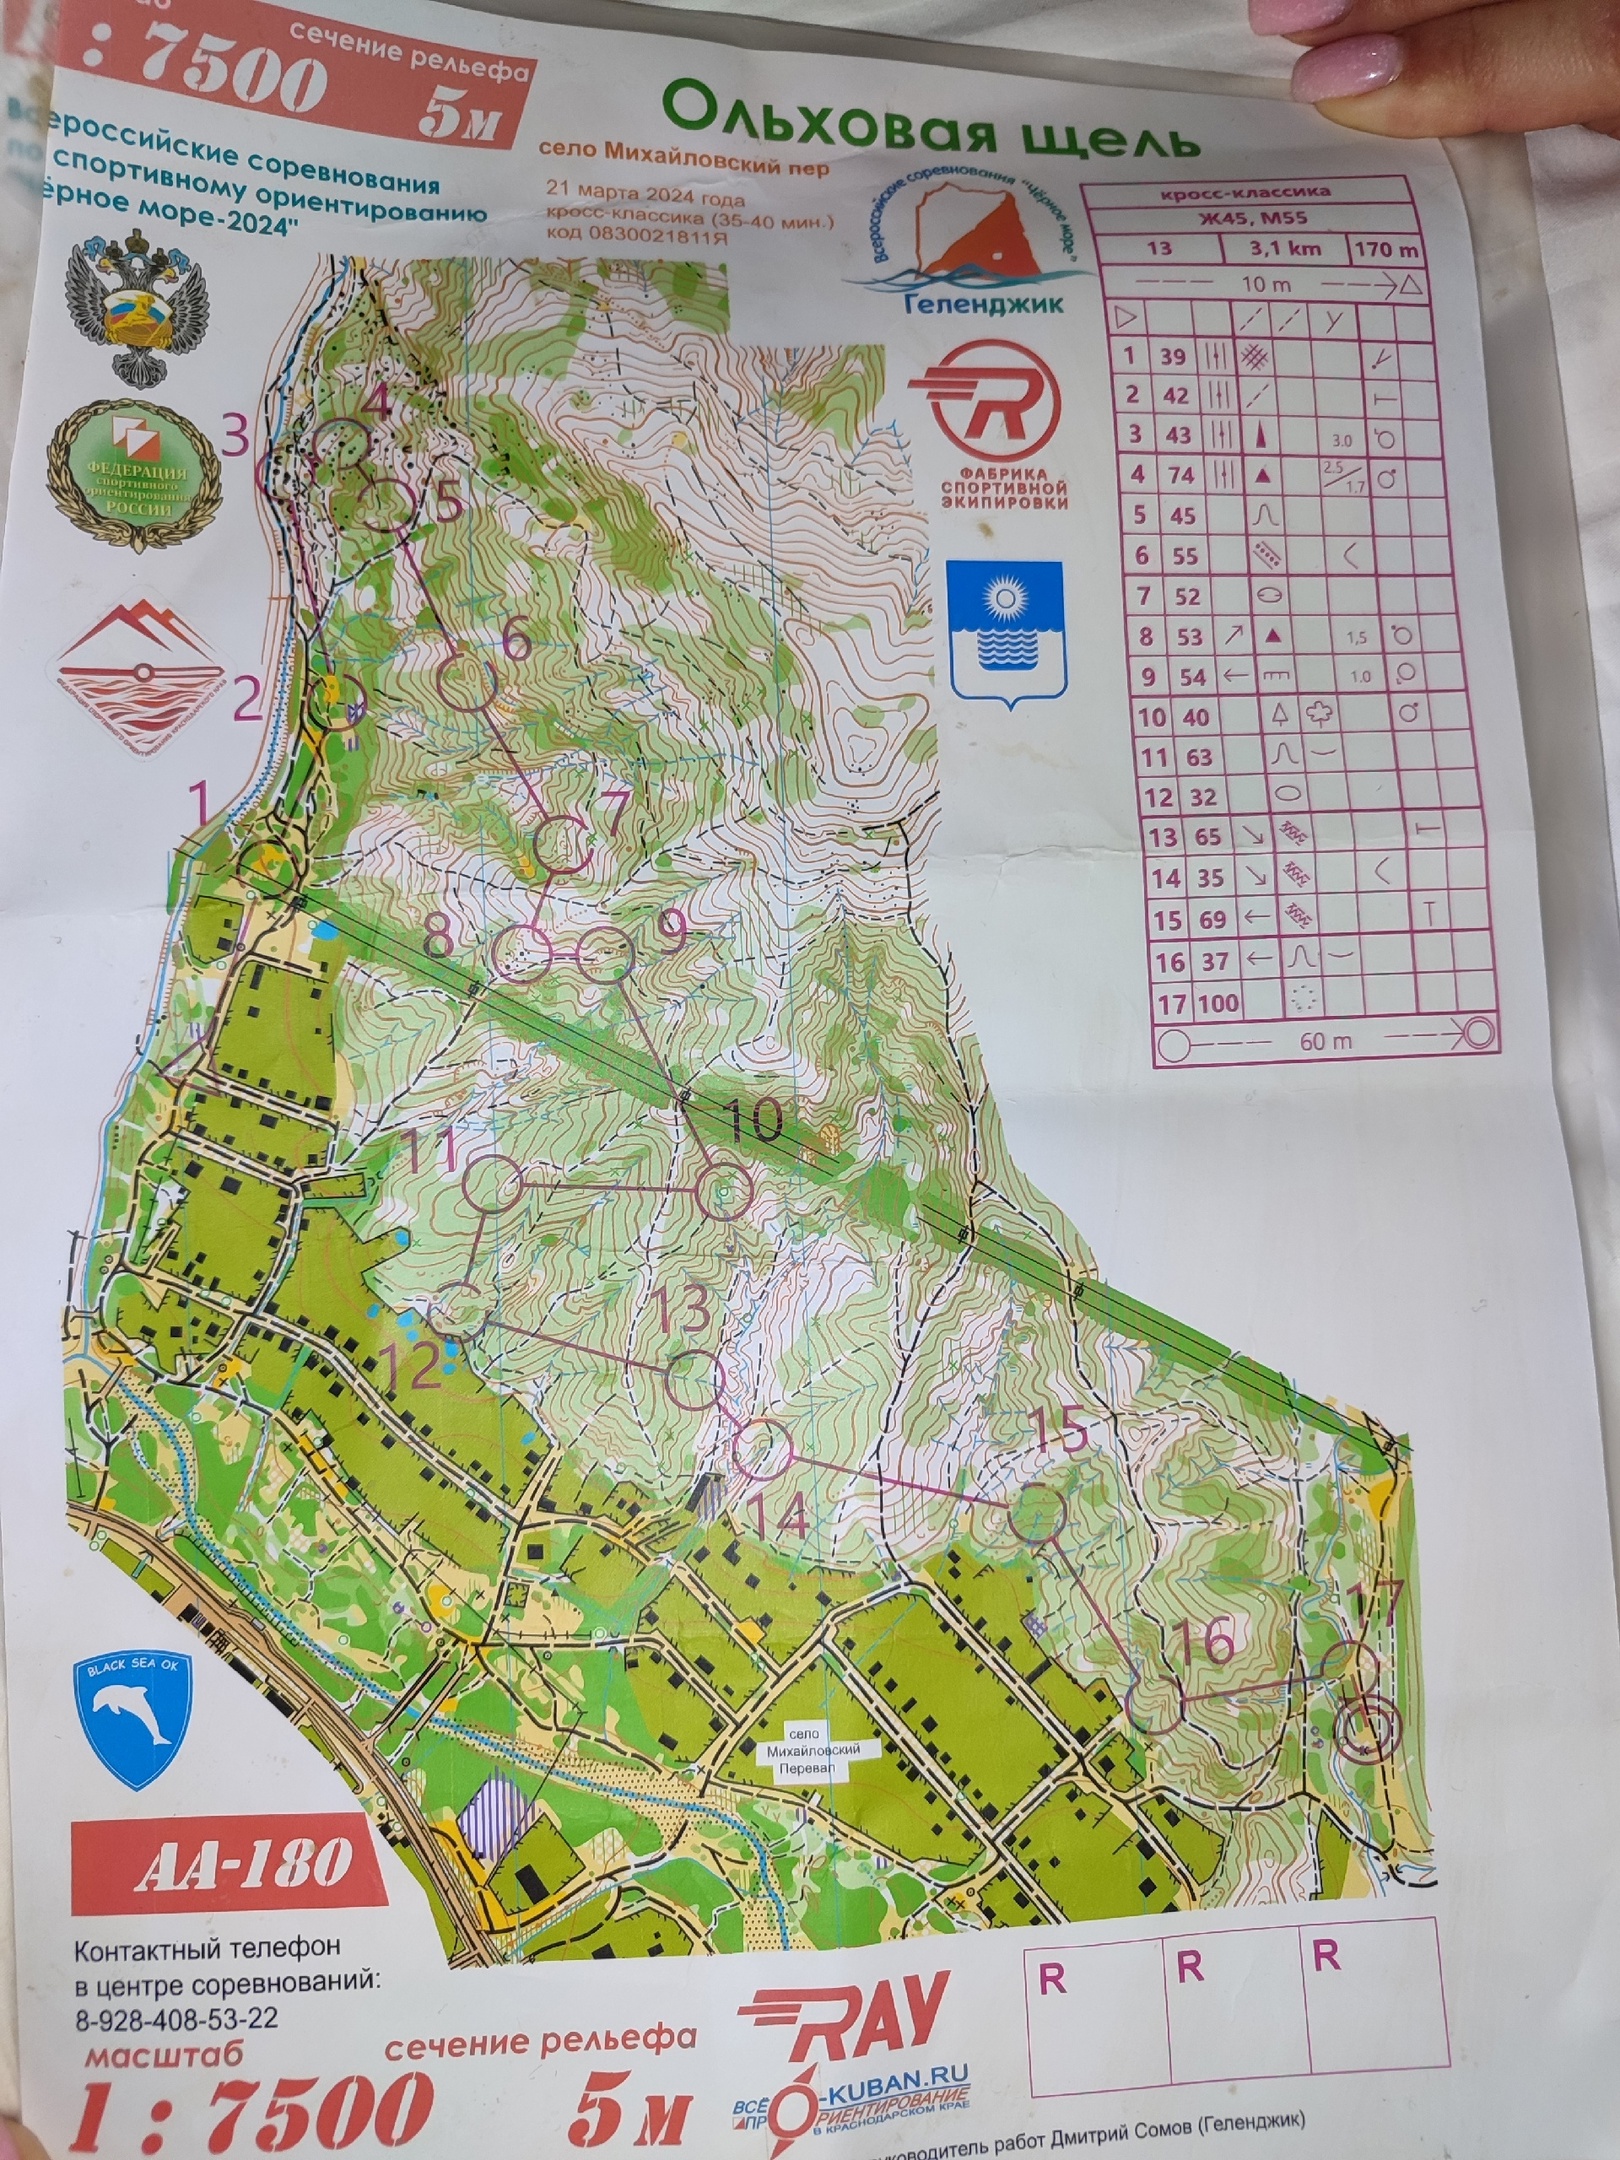 : 7500
сечение рельефа
5м
Ольховая щель
село Михайловский пер
ероссийские соревнования
спортивному ориентированию
ёрное море-2024"
21 марта 2024 года
кросс-классика (35-40 мин.)
код 0830021811Я
Всероссийские соревнования "Чёрное море"
Геленджик
кросс-классика
Ж45, М55
13 3,1 km 170 m
10 m
1 39
2 42
3 43 3.0
4 74 2.5/1.7
5 45
6 55
7 52
8 53 1,5
9 54 1.0
10 40
11 63
12 32
13 65
14 35
15 69
16 37
17 100
60 m
ФЕДЕРАЦИЯ
спортивного
ориентирования
РОССИИ
R
ФАБРИКА
СПОРТИВНОЙ
ЭКИПИРОВКИ
4
3
5
6
2
7
1
8
9
10
11
13
12
15
14
17
16
село
Михайловский
Перевал
BLACK SEA OK
АА-180
Контактный телефон
в центре соревнований:
8-928-408-53-22
масштаб
1 : 7500
сечение рельефа
5 м
RAY
ВСЁ
ПРО
O-KUBAN.RU
ОРИЕНТИРОВАНИЕ
В КРАСНОДАРСКОМ КРАЕ
R R R
уководитель работ Дмитрий Сомов (Геленджик)